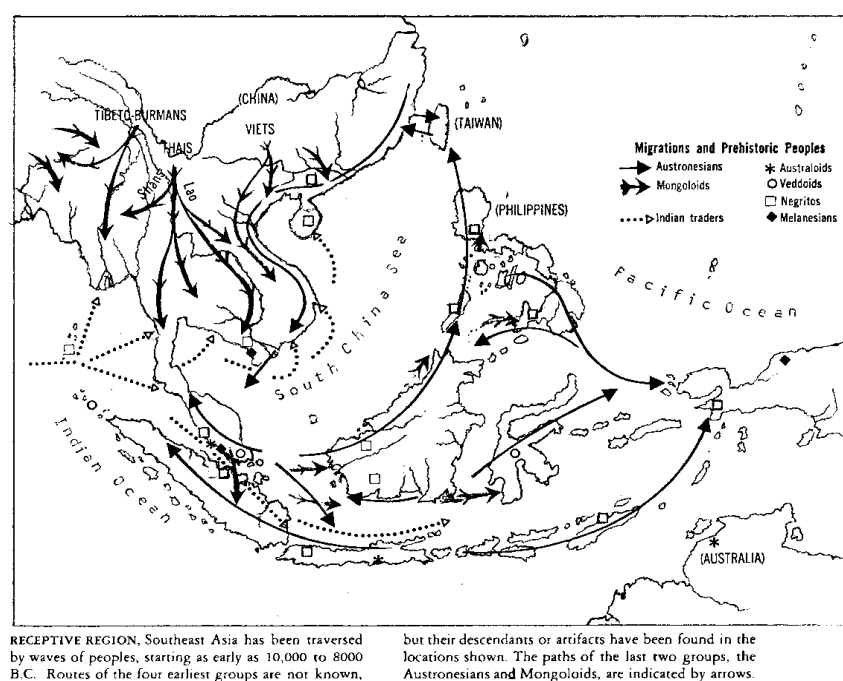 (CHINA)
TIBETO-BURMANS
THAIS
VIETS
Shans
Lao
(TAIWAN)
Migrations and Prehistoric Peoples
Austronesians
Mongoloids
Indian traders
Australoids
Veddoids
Negritos
Melanesians
(PHILIPPINES)
Pacific Ocean
South China Sea
Indian Ocean
(AUSTRALIA)
RECEPTIVE REGION, Southeast Asia has been traversed
by waves of peoples, starting as early as 10,000 to 8000
B.C. Routes of the four earliest groups are not known,
but their descendants or artifacts have been found in the
locations shown. The paths of the last two groups, the
Austronesians and Mongoloids, are indicated by arrows.